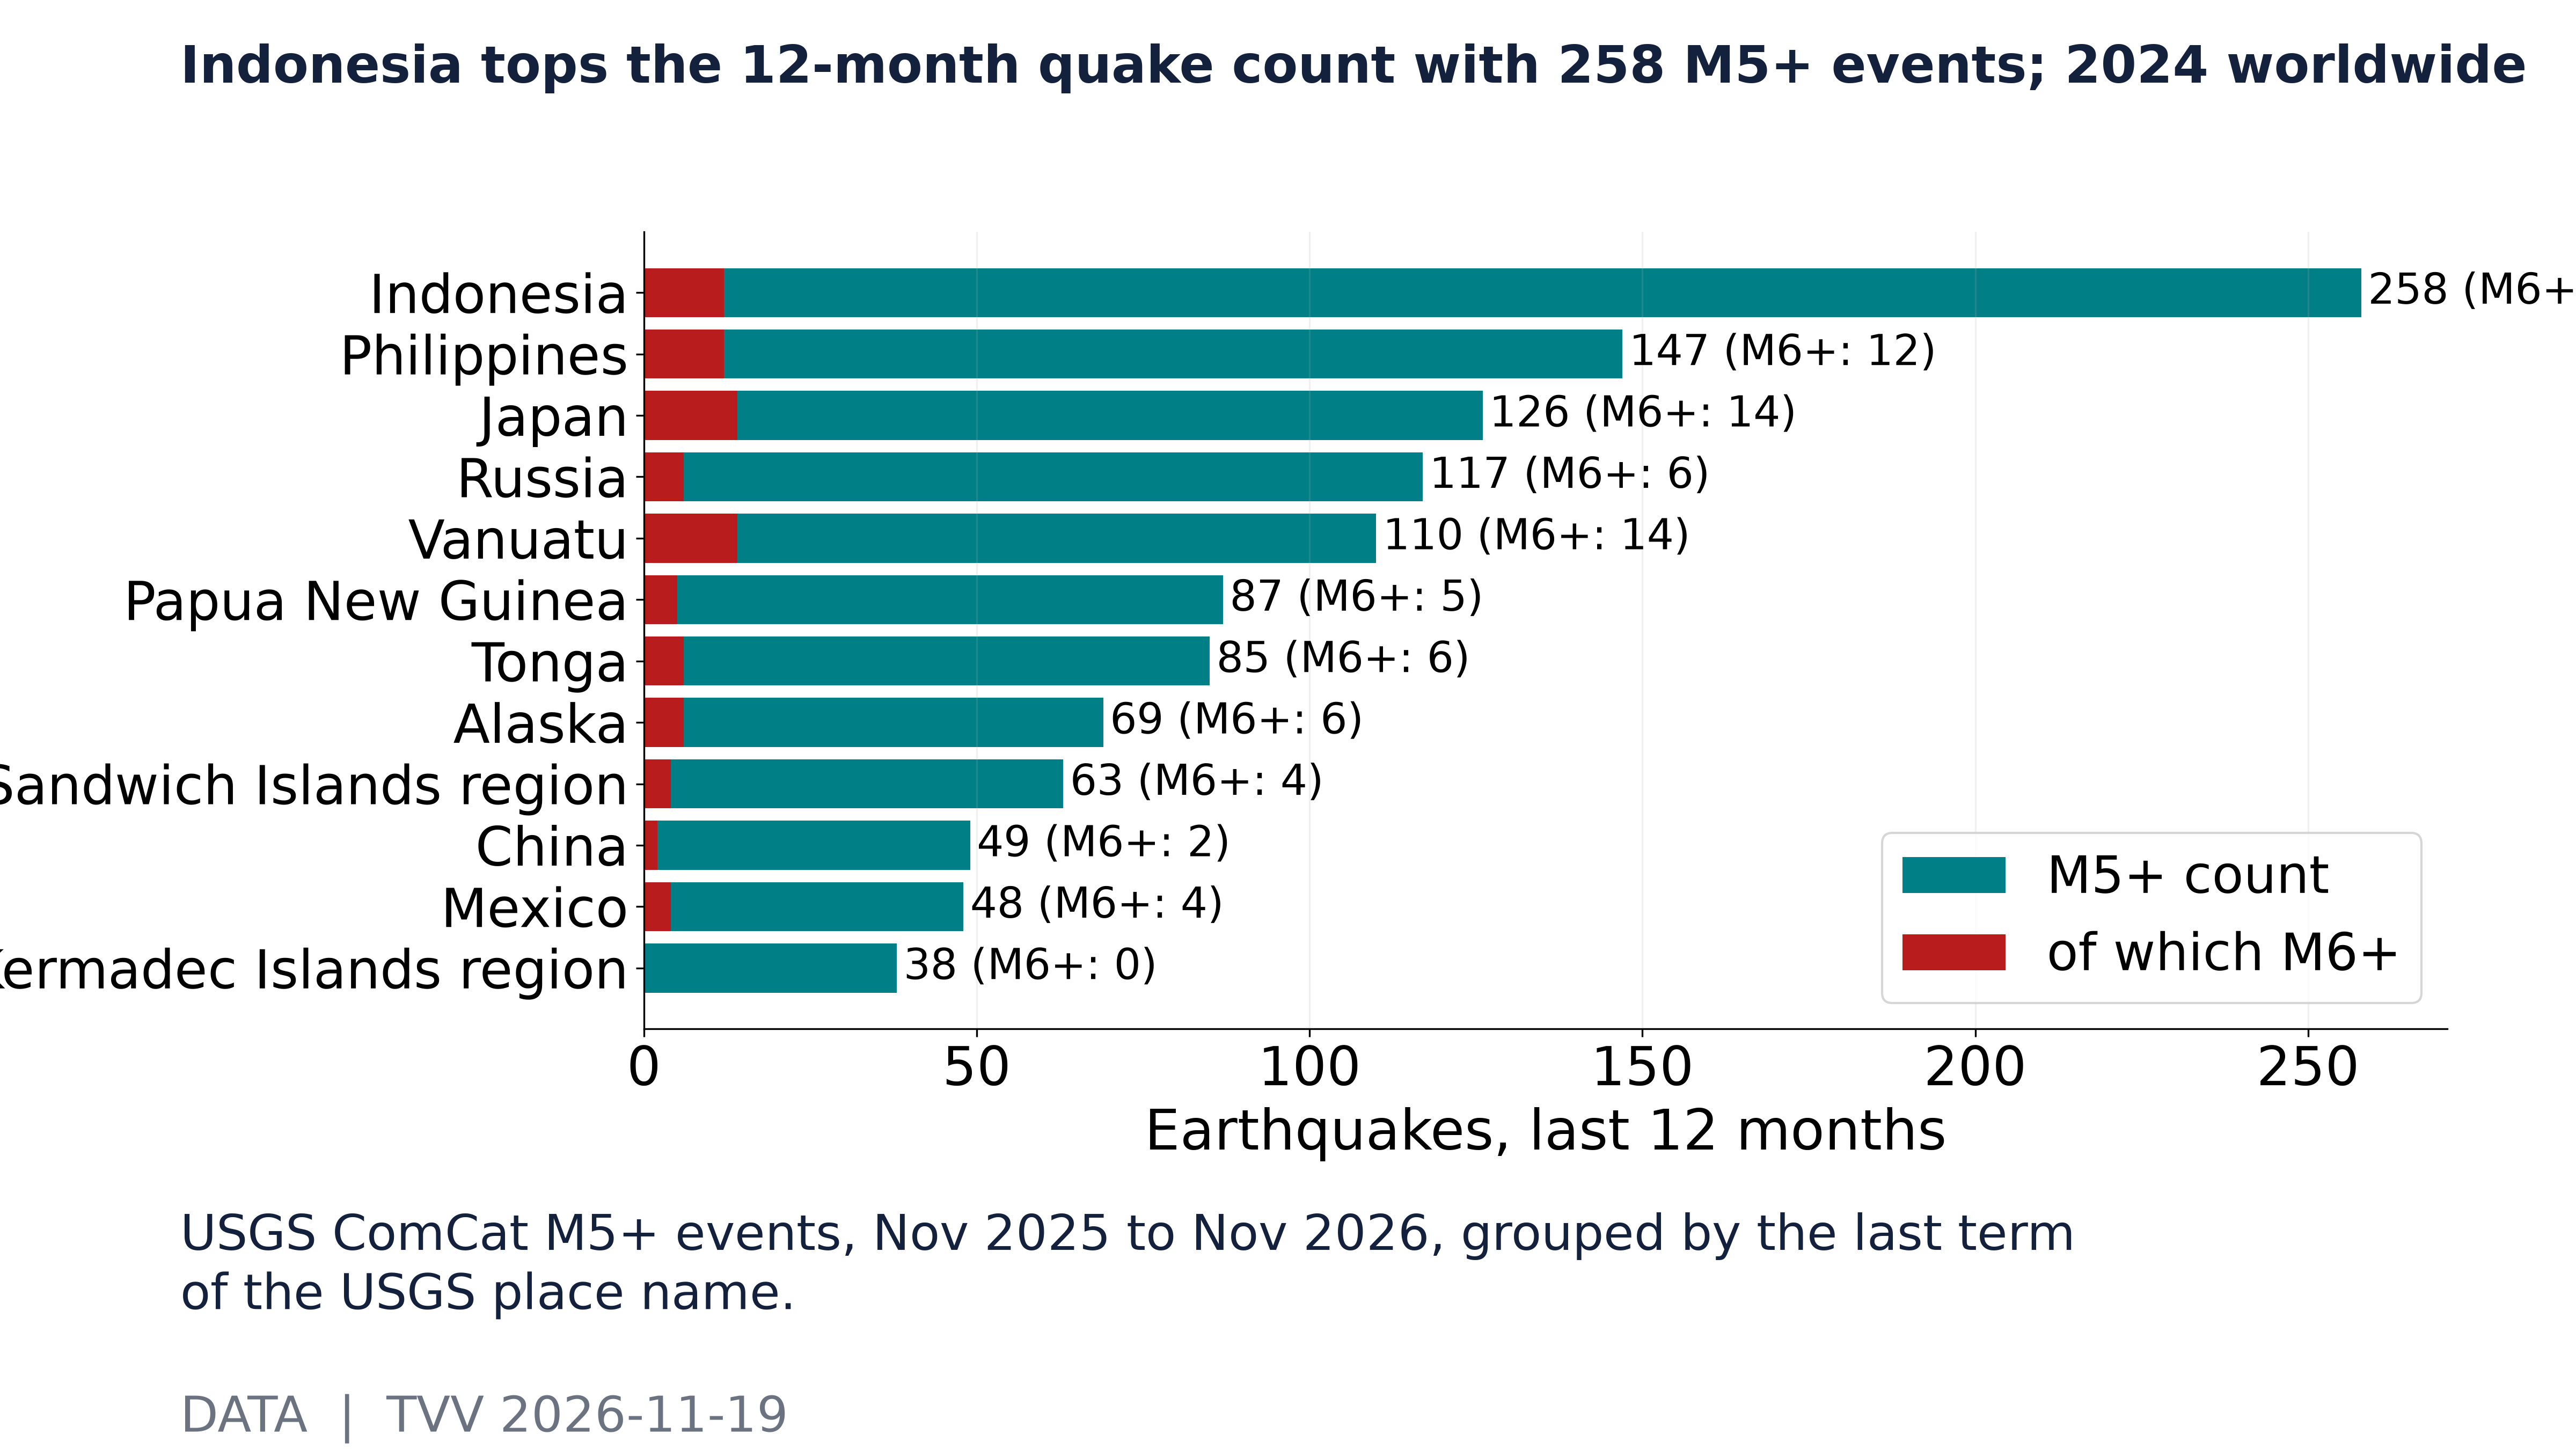 Indonesia tops the 12-month quake count with 258 M5+ events; 2024 worldwide
Indonesia 258 (M6+
Philippines 147 (M6+: 12)
Japan 126 (M6+: 14)
Russia 117 (M6+: 6)
Vanuatu 110 (M6+: 14)
Papua New Guinea 87 (M6+: 5)
Tonga 85 (M6+: 6)
Alaska 69 (M6+: 6)
Sandwich Islands region 63 (M6+: 4)
China 49 (M6+: 2)
Mexico 48 (M6+: 4)
Kermadec Islands region 38 (M6+: 0)
M5+ count
of which M6+
0 50 100 150 200 250
Earthquakes, last 12 months
USGS ComCat M5+ events, Nov 2025 to Nov 2026, grouped by the last term
of the USGS place name.
DATA | TVV 2026-11-19